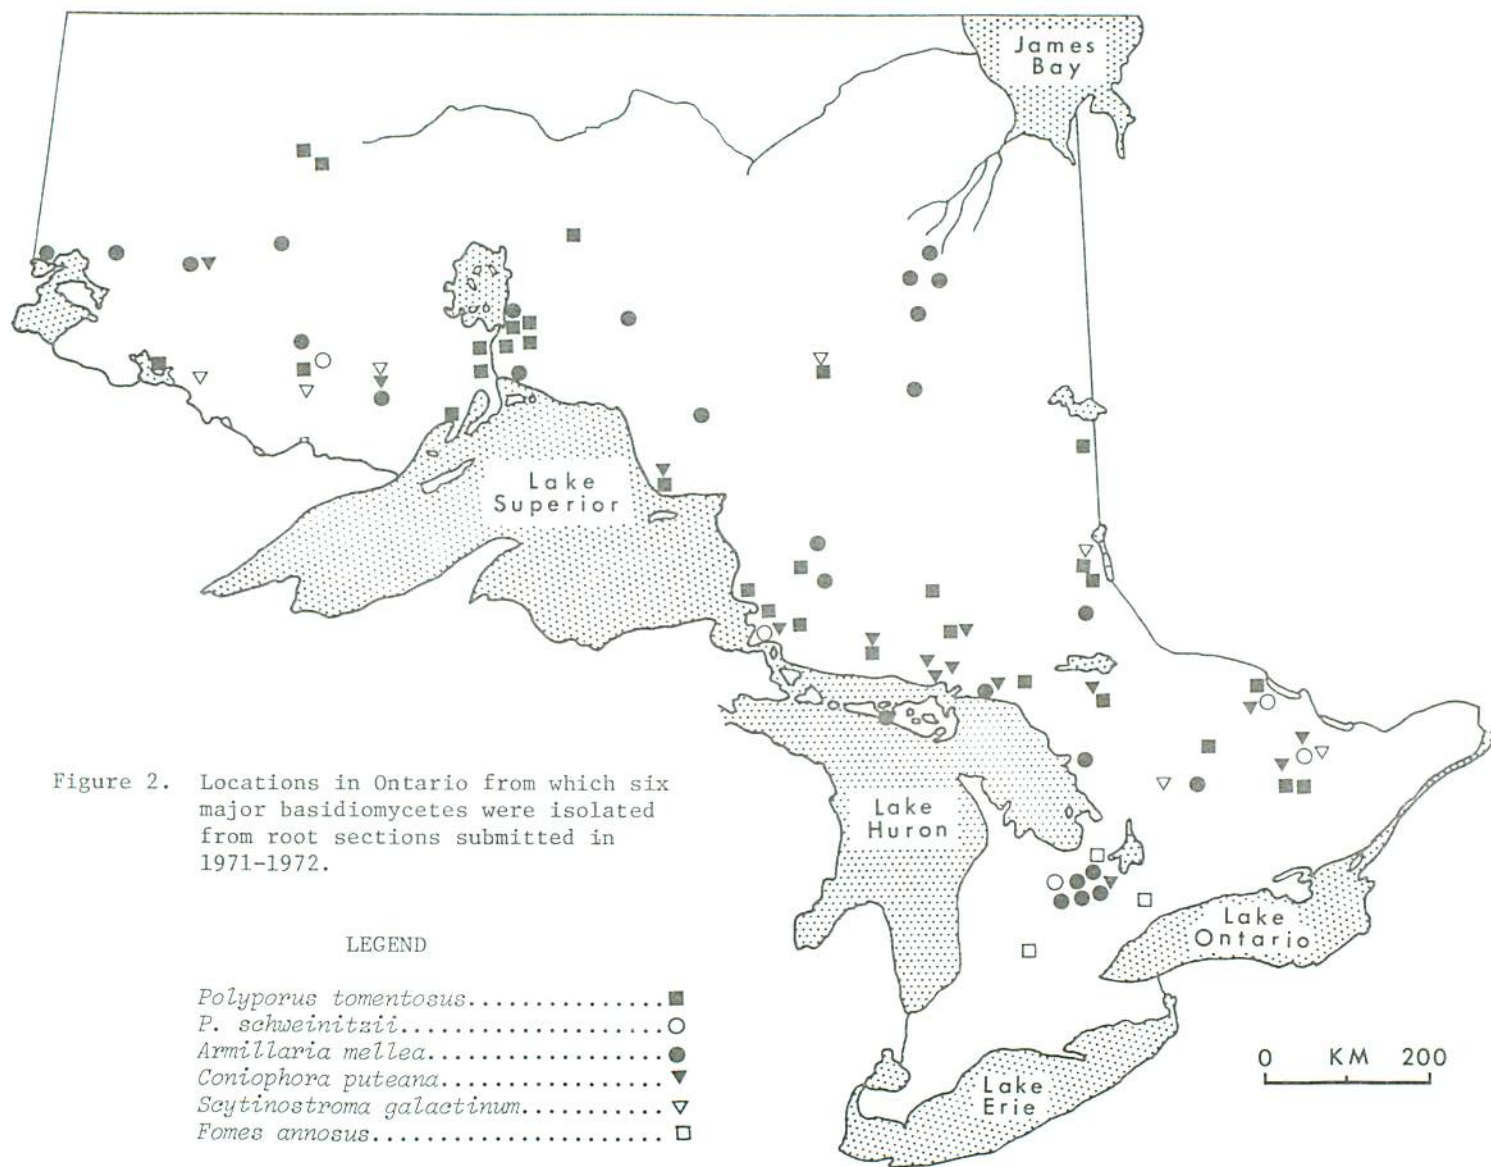 James
Bay
Lake
Superior
Figure 2. Locations in Ontario from which six
major basidiomycetes were isolated
from root sections submitted in
1971-1972.
Lake
Huron
Lake
Ontario
LEGEND
Polyporus tomentosus................ ■
P. schweinitzii...................... ○
Armillaria mellea.................... ●
Coniophora puteana.................. ▼
Scytinostroma galactinum........... ▽
Fomes annosus....................... □
0 KM 200
Lake
Erie